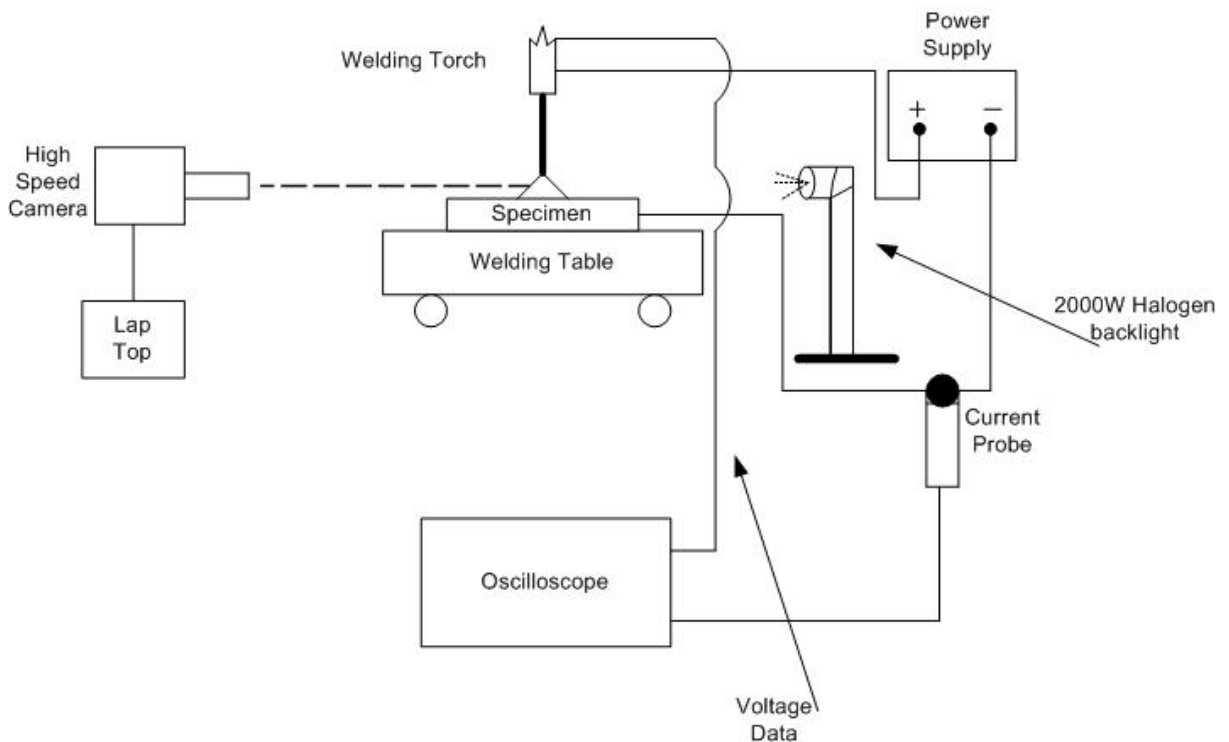 Power
Supply
Welding Torch
+
−
High
Speed
Camera
Specimen
Welding Table
2000W Halogen
backlight
Lap
Top
Current
Probe
Oscilloscope
Voltage
Data